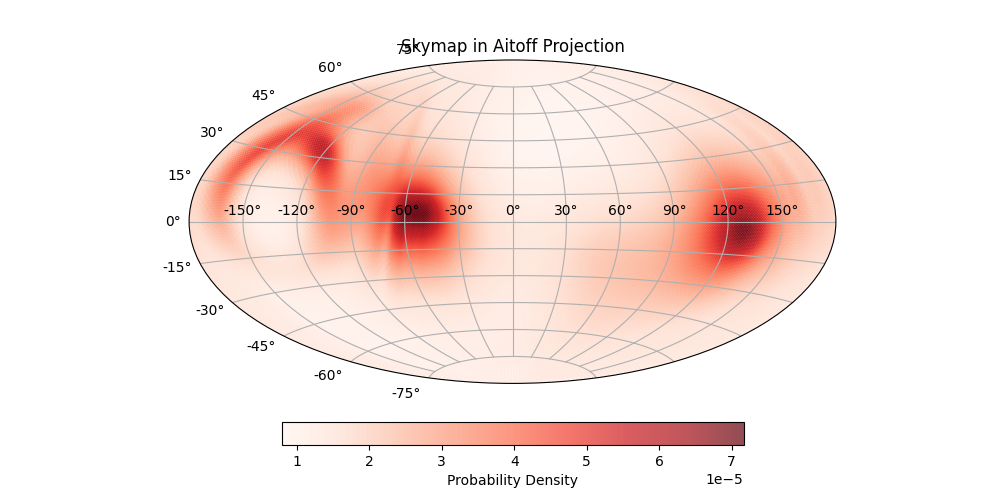 Skymap in Aitoff Projection
75°
60°
45°
30°
15°
0°
-15°
-30°
-45°
-60°
-75°
-150° -120° -90° -60° -30° 0° 30° 60° 90° 120° 150°
1 2 3 4 5 6 7
1e−5
Probability Density